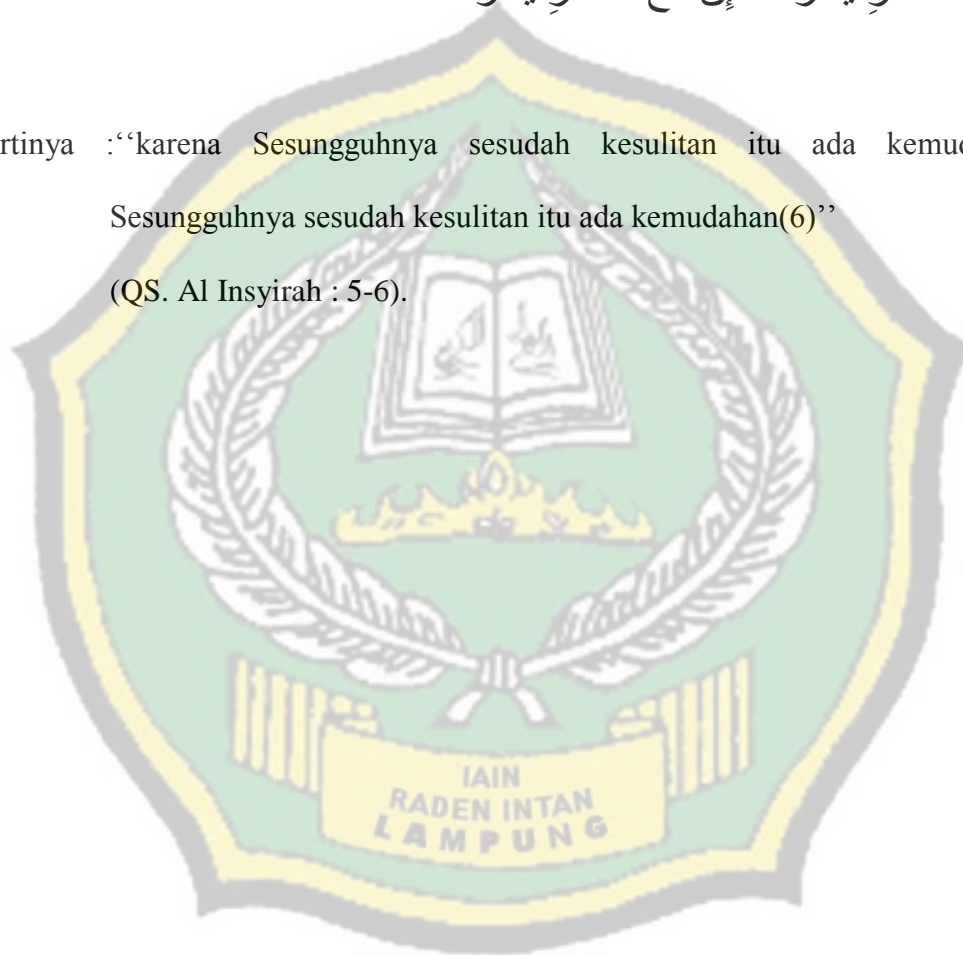 rtinya :‘‘karena Sesungguhnya sesudah kesulitan itu ada kemud
Sesungguhnya sesudah kesulitan itu ada kemudahan(6)’’
(QS. Al Insyirah : 5-6).
IAIN
RADEN INTAN
LAMPUNG